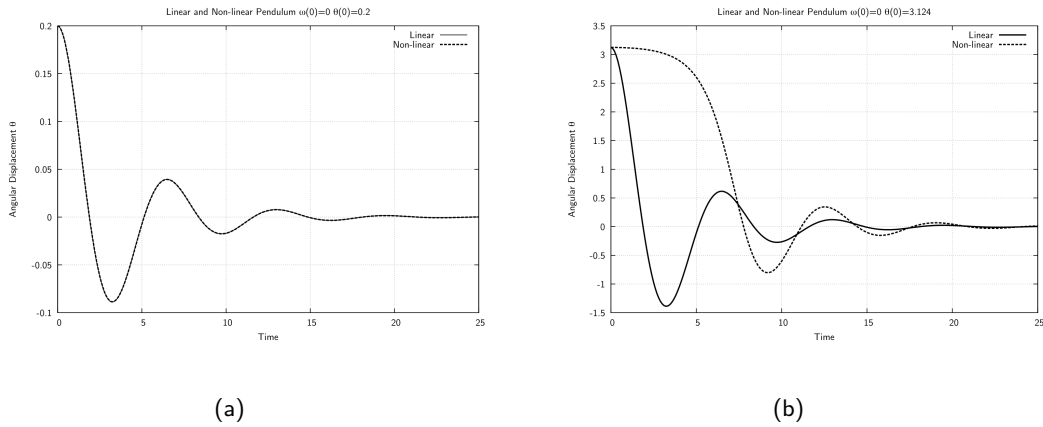 Linear and Non-linear Pendulum ω(0)=0 θ(0)=0.2
Linear
Non-linear
Angular Displacement θ
0.2
0.15
0.1
0.05
0
-0.05
-0.1
0 5 10 15 20 25
Time
(a)
Linear and Non-linear Pendulum ω(0)=0 θ(0)=3.124
Linear
Non-linear
Angular Displacement θ
3.5
3
2.5
2
1.5
1
0.5
0
-0.5
-1
-1.5
0 5 10 15 20 25
Time
(b)